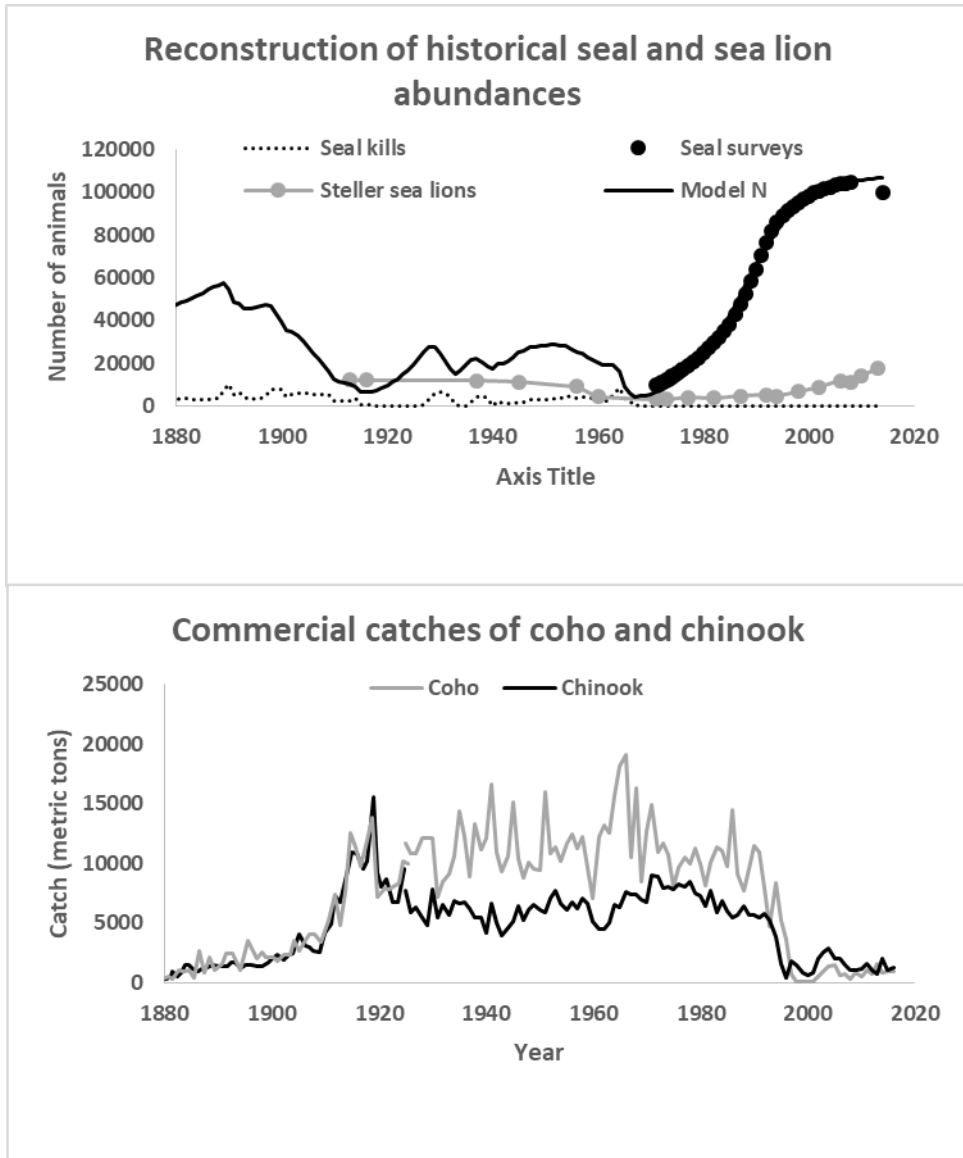 Reconstruction of historical seal and sea lion
abundances
Seal kills
Seal surveys
Steller sea lions
Model N
120000
100000
80000
60000
40000
20000
0
Number of animals
1880 1900 1920 1940 1960 1980 2000 2020
Axis Title
Commercial catches of coho and chinook
Coho
Chinook
25000
20000
15000
10000
5000
0
Catch (metric tons)
1880 1900 1920 1940 1960 1980 2000 2020
Year